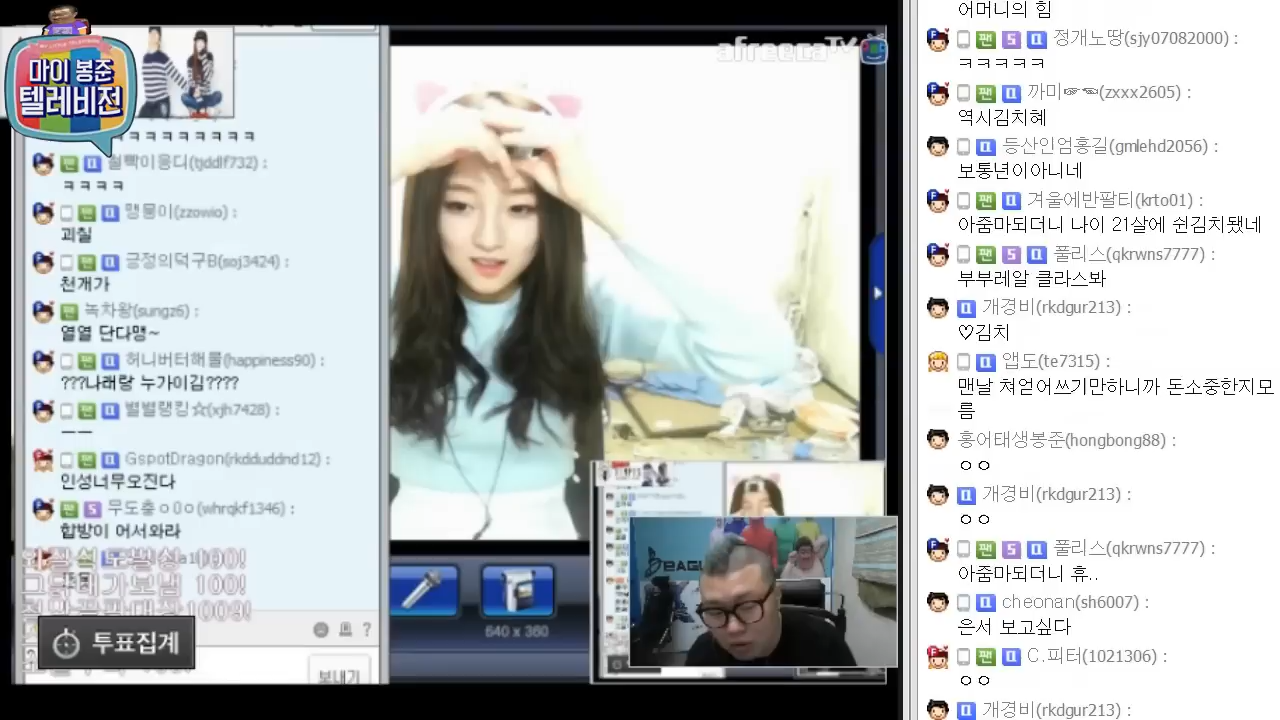 마이 봉준
텔레비전
afreecaTV
ㅋㅋㅋㅋㅋㅋㅋㅋㅋ
(tjddlf732) :
ㅋㅋㅋㅋ
맹뭉이(zzowio) :
괴칠
긍정의덕구B(soj3424) :
천개가
녹차왕(sungz6) :
열열 단다맹~
허니버터해롤(happiness90) :
???나래랑 누가이김????
별별랭킹☆(xjh7428) :
ㅡㅡ
GspotDragon(rkdduddnd12) :
인성너무오진다
무도출ㅇ0ㅇ(whrqkf1346) :
합방이 어서와라
100!
100!
투표집계
보내기
640 x 360
어머니의 힘
정개노땅(sjy07082000) :
ㅋㅋㅋㅋㅋ
까미☞☜(zxxx2605) :
역시김치혜
등산인엄홍길(gmlehd2056) :
보통년이아니네
겨울에반팔티(krto01) :
아줌마되더니 나이 21살에 쉰김치됐네
풀리스(qkrwns7777) :
부부레알 클라스봐
개경비(rkdgur213) :
♡김치
앱도(te7315) :
맨날 쳐얻어쓰기만하니까 돈소중한지모
름
홍어태생봉준(hongbong88) :
ㅇㅇ
개경비(rkdgur213) :
ㅇㅇ
풀리스(qkrwns7777) :
아줌마되더니 휴..
cheonan(sh6007) :
은서 보고싶다
C.피터(1021306) :
ㅇㅇ
개경비(rkdgur213) :